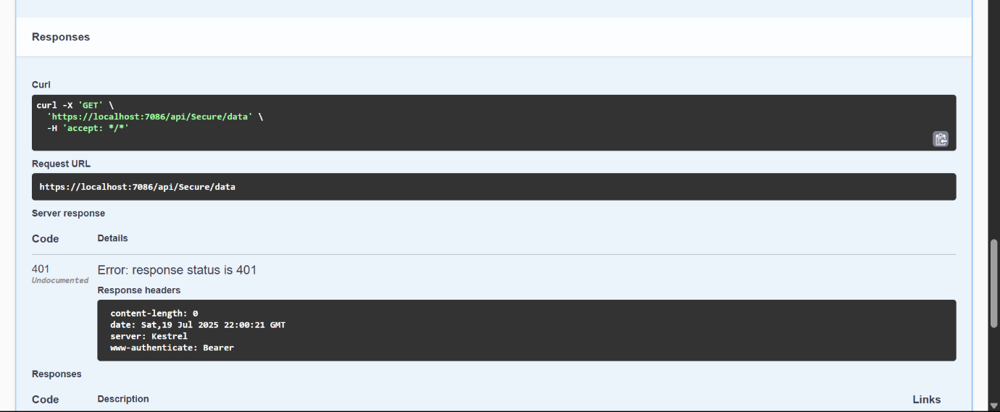 Responses
Curl
curl -X 'GET' \
  'https://localhost:7086/api/Secure/data' \
  -H 'accept: */*'
Request URL
https://localhost:7086/api/Secure/data
Server response
Code Details
401 Error: response status is 401
Undocumented
Response headers
content-length: 0
date: Sat,19 Jul 2025 22:00:21 GMT
server: Kestrel
www-authenticate: Bearer
Responses
Code Description Links